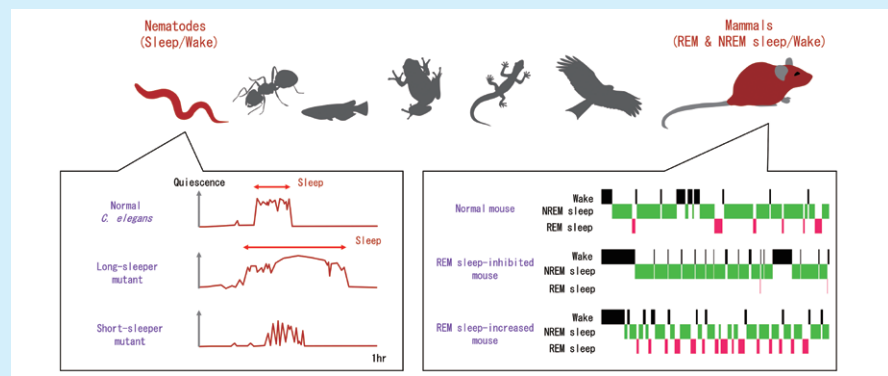 Nematodes
(Sleep/Wake)
Mammals
(REM & NREM sleep/Wake)
Quiescence
Sleep
Normal
C. elegans
Sleep
Long-sleeper
mutant
Short-sleeper
mutant
1hr
Wake
Normal mouse
NREM sleep
REM sleep
Wake
REM sleep-inhibited
mouse
NREM sleep
REM sleep
Wake
REM sleep-increased
mouse
NREM sleep
REM sleep